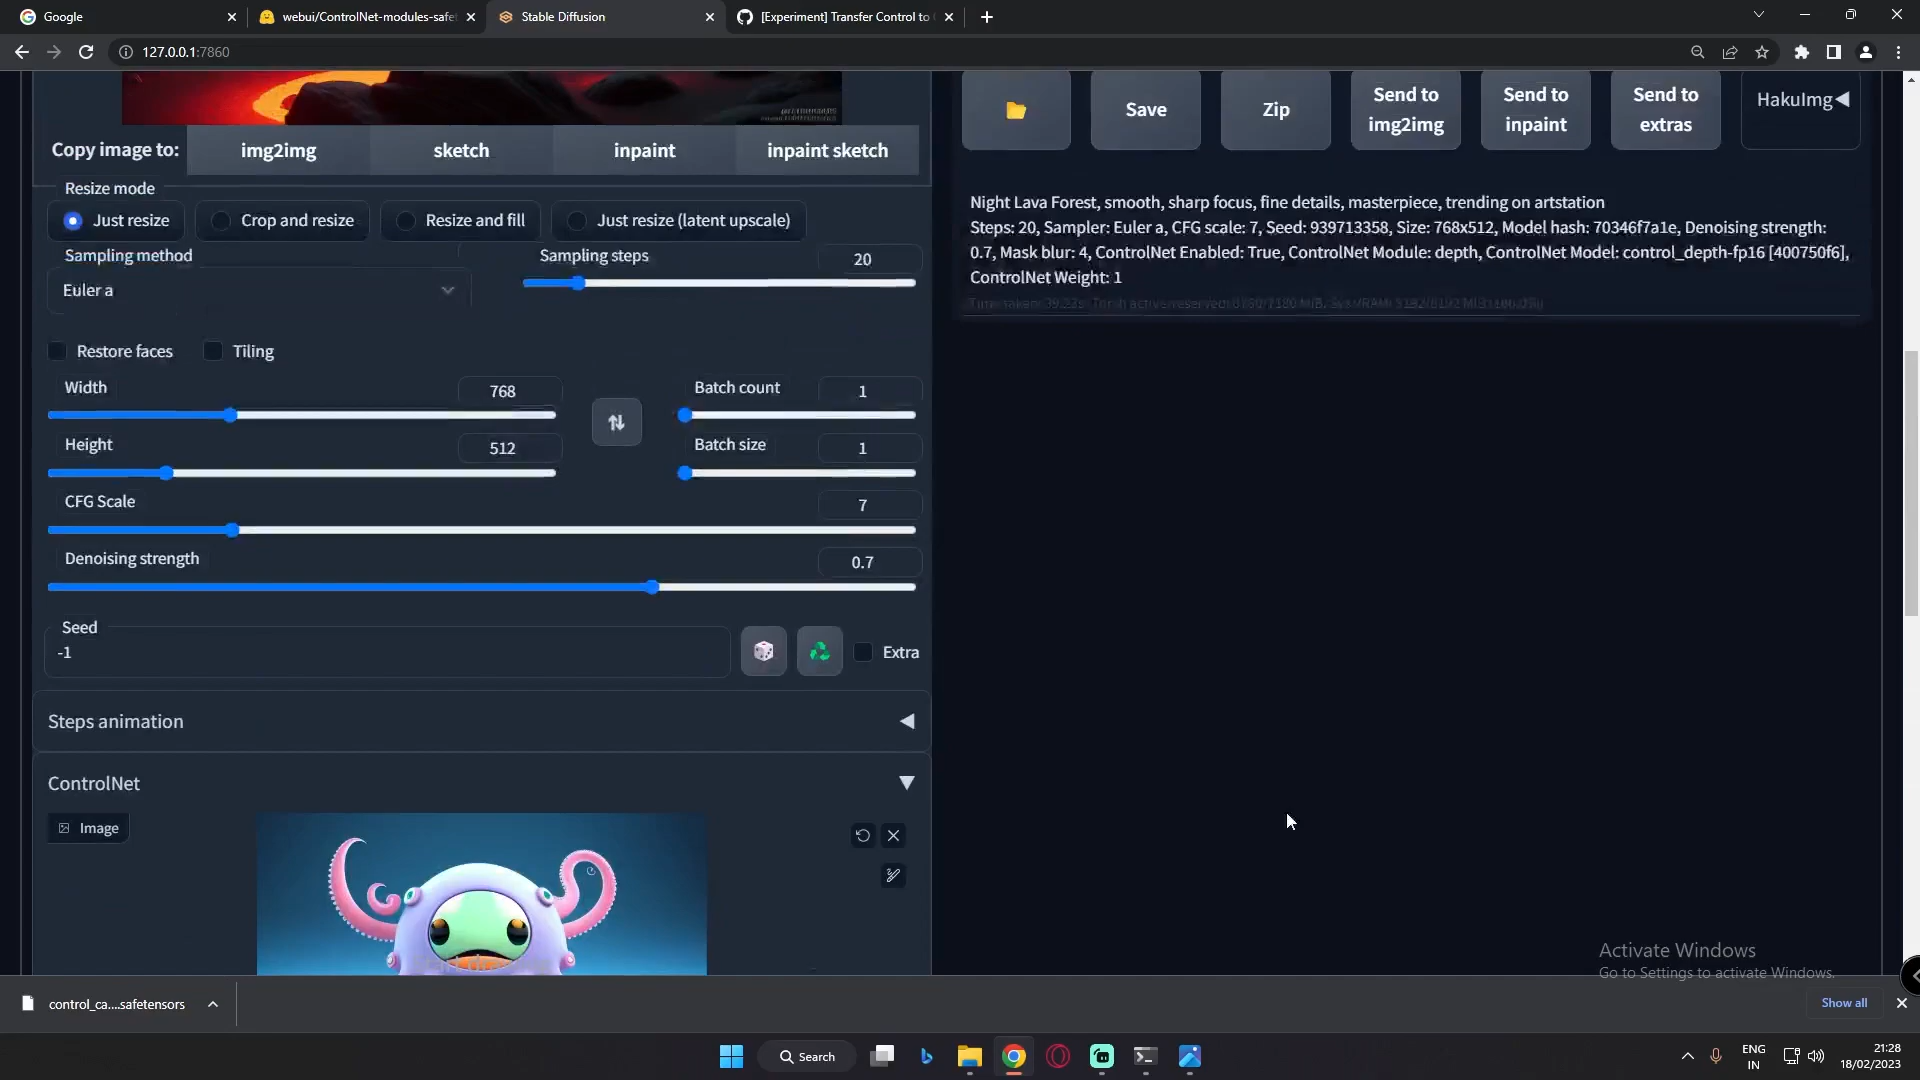 Google
webui/ControlNet-modules-safe
Stable Diffusion
[Experiment] Transfer Control to
127.0.0.1:7860
Copy image to:
img2img
sketch
inpaint
inpaint sketch
Save
Zip
Send to
img2img
Send to
inpaint
Send to
extras
HakuImg
Resize mode
Just resize
Crop and resize
Resize and fill
Just resize (latent upscale)
Sampling method
Euler a
Sampling steps
20
Restore faces
Tiling
Width
768
Batch count
1
Height
512
Batch size
1
CFG Scale
7
Denoising strength
0.7
Seed
-1
Extra
Steps animation
ControlNet
Image
Night Lava Forest, smooth, sharp focus, fine details, masterpiece, trending on artstation
Steps: 20, Sampler: Euler a, CFG scale: 7, Seed: 939713358, Size: 768x512, Model hash: 70346f7a1e, Denoising strength:
0.7, Mask blur: 4, ControlNet Enabled: True, ControlNet Module: depth, ControlNet Model: control_depth-fp16 [400750f6],
ControlNet Weight: 1
Activate Windows
Go to Settings to activate Windows.
control_ca....safetensors
Show all
Search
ENG
IN
21:28
18/02/2023